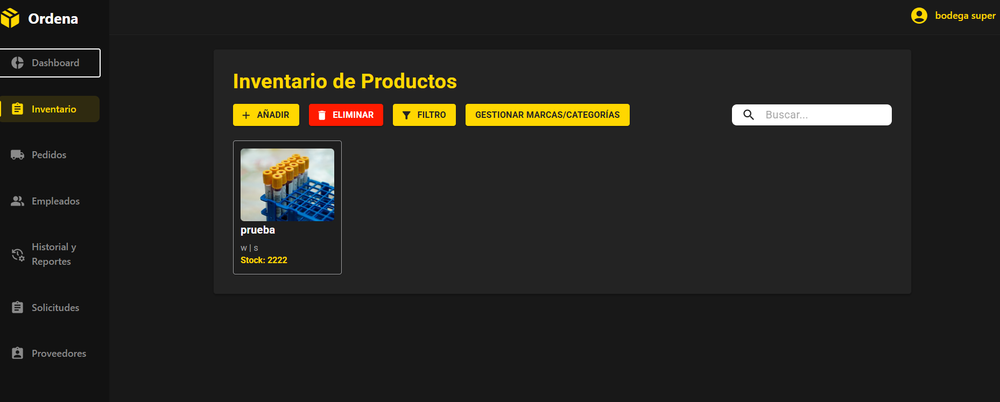 Ordena
bodega super
Dashboard
Inventario
Pedidos
Empleados
Historial y
Reportes
Solicitudes
Proveedores
Inventario de Productos
AÑADIR
ELIMINAR
FILTRO
GESTIONAR MARCAS/CATEGORÍAS
Buscar...
prueba
w | s
Stock: 2222